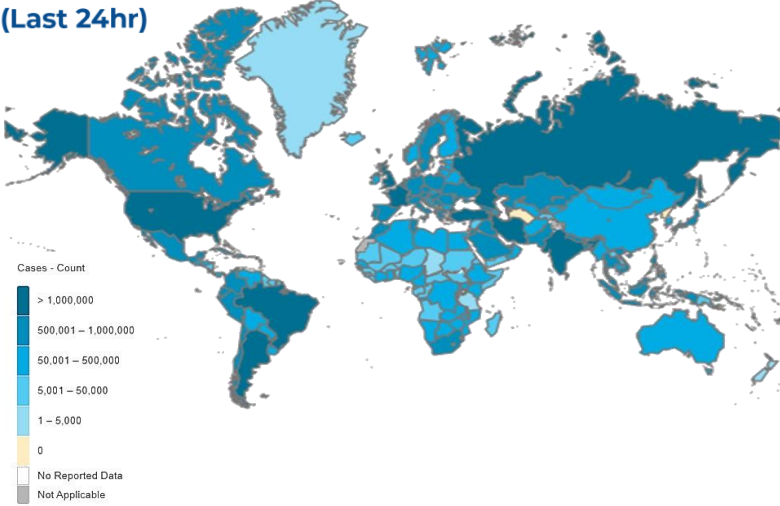 (Last 24hr)
Cases - Count
> 1,000,000
500,001 – 1,000,000
50,001 – 500,000
5,001 – 50,000
1 – 5,000
0
No Reported Data
Not Applicable